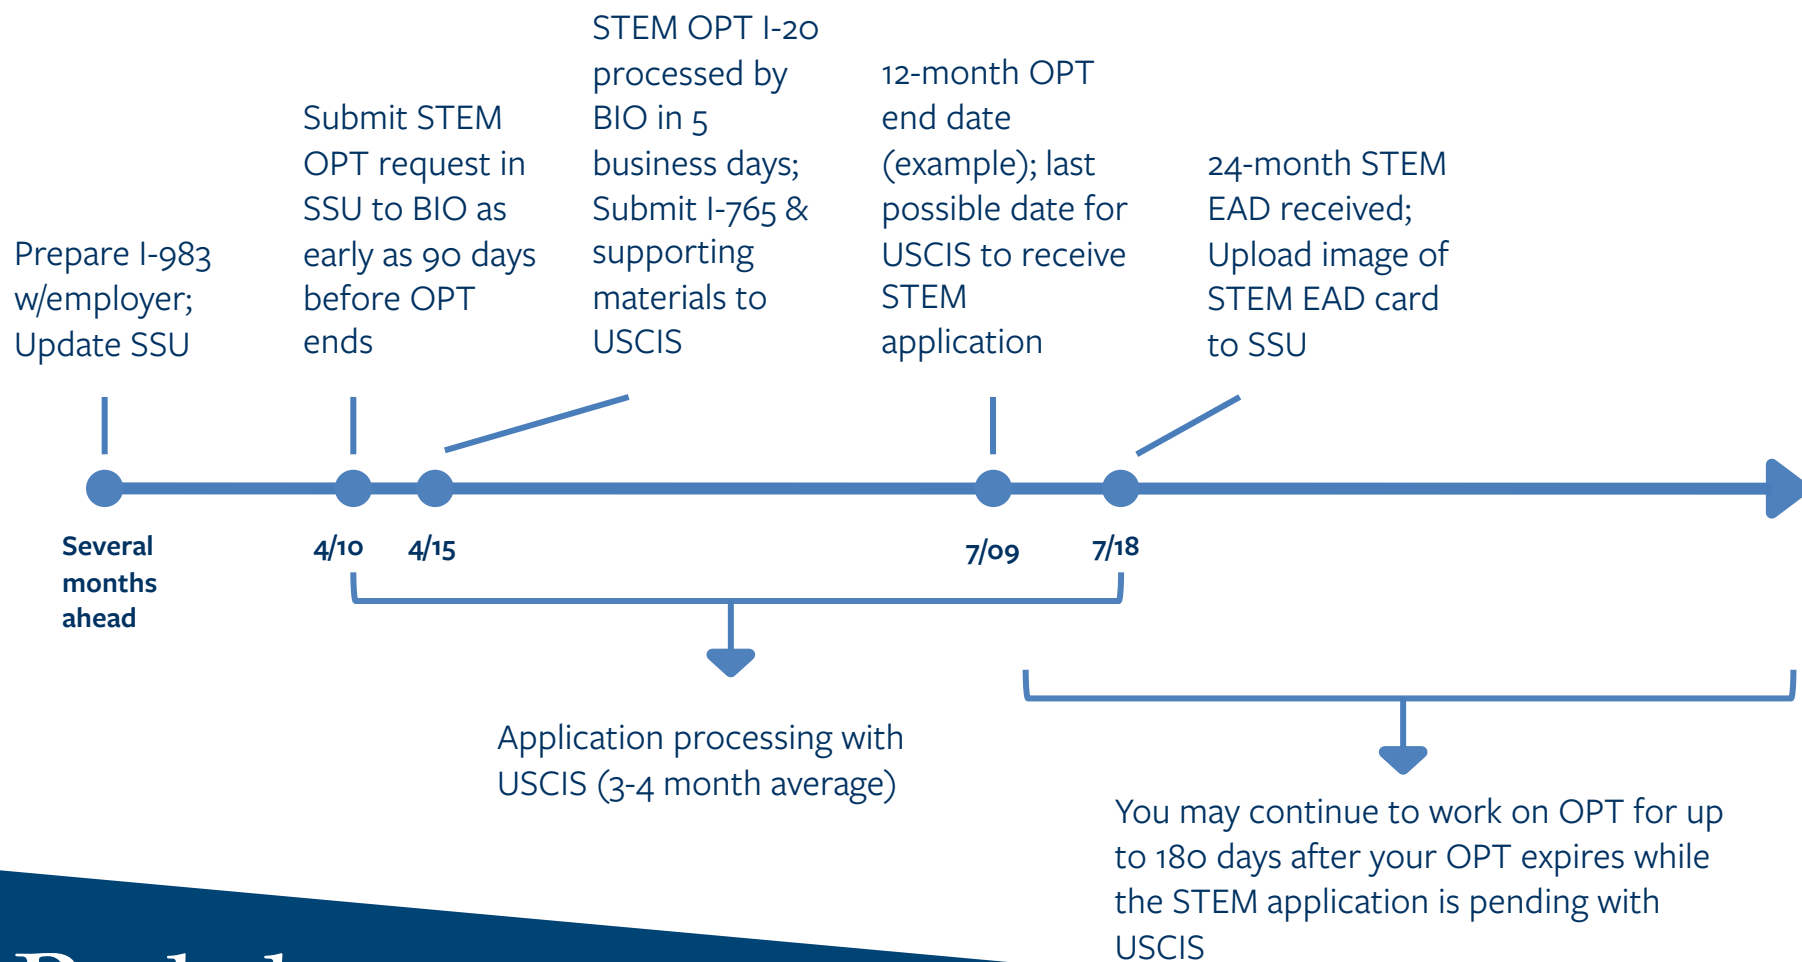 Prepare I-983
w/employer;
Update SSU
Submit STEM
OPT request in
SSU to BIO as
early as 90 days
before OPT
ends
STEM OPT I-20
processed by
BIO in 5
business days;
Submit I-765 &
supporting
materials to
USCIS
12-month OPT
end date
(example); last
possible date for
USCIS to receive
STEM
application
24-month STEM
EAD received;
Upload image of
STEM EAD card
to SSU
Several
months
ahead
4/10
4/15
7/09
7/18
Application processing with
USCIS (3-4 month average)
You may continue to work on OPT for up
to 180 days after your OPT expires while
the STEM application is pending with
USCIS